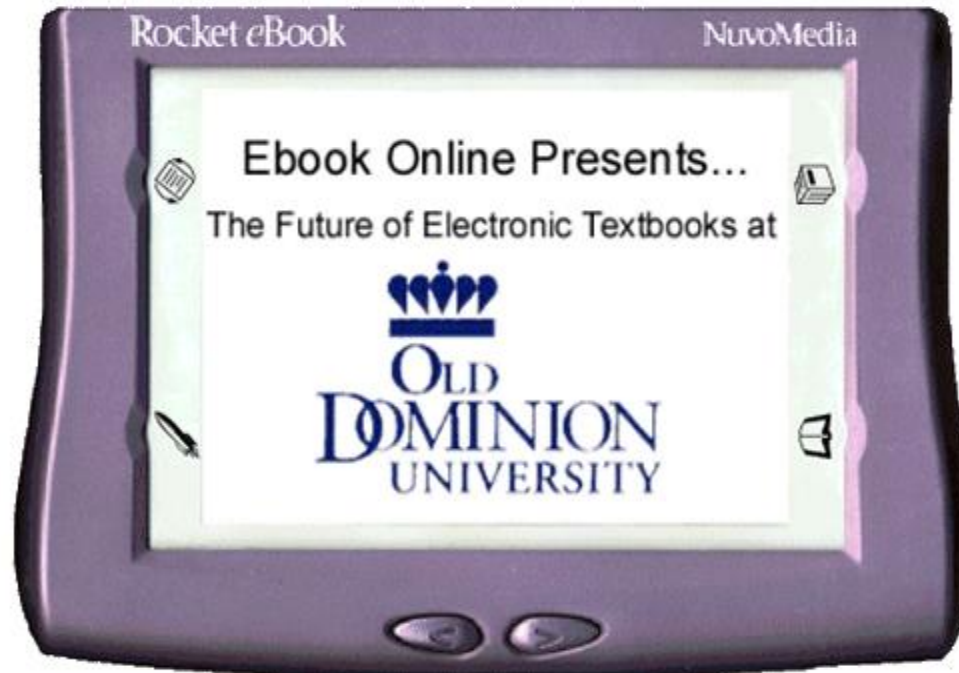 Rocket eBook
NuvoMedia
Ebook Online Presents...
The Future of Electronic Textbooks at
OLD
DOMINION
UNIVERSITY
< >